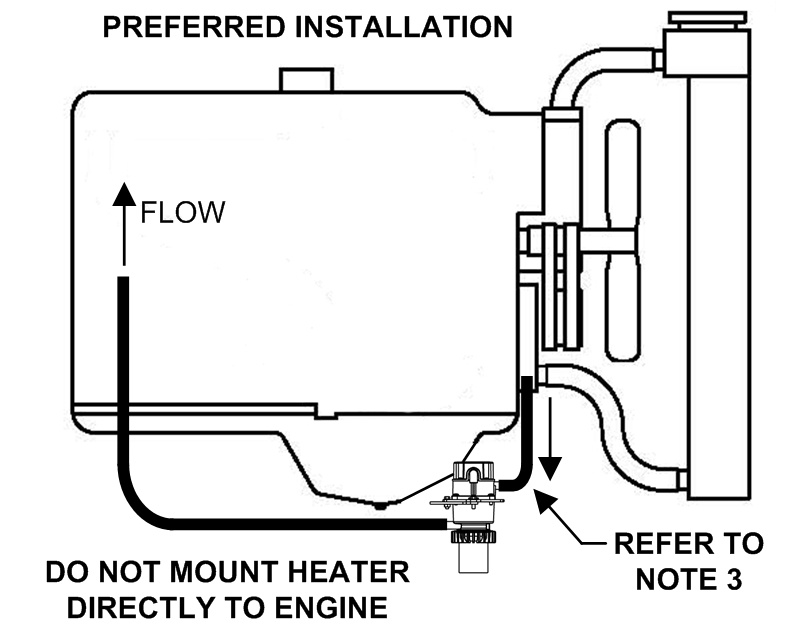 PREFERRED INSTALLATION
FLOW
REFER TO
NOTE 3
DO NOT MOUNT HEATER
DIRECTLY TO ENGINE